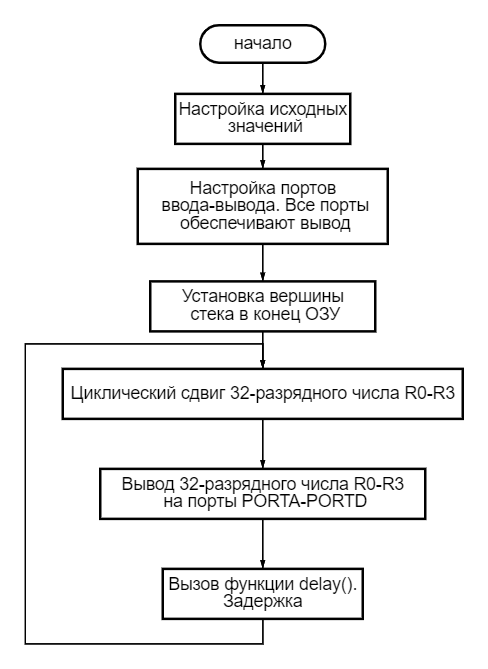 начало
Настройка исходных
значений
Настройка портов
ввода-вывода. Все порты
обеспечивают вывод
Установка вершины
стека в конец ОЗУ
Циклический сдвиг 32-разрядного числа R0-R3
Вывод 32-разрядного числа R0-R3
на порты PORTA-PORTD
Вызов функции delay().
Задержка